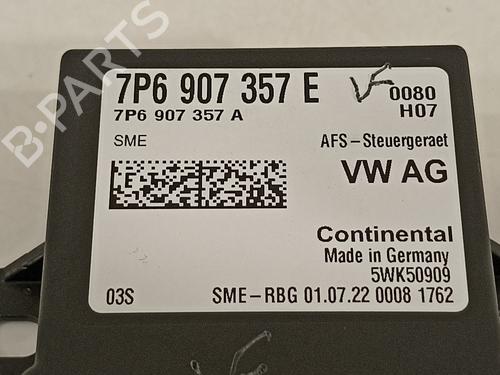 B-PARTS
7P6 907 357 E
0080
7P6 907 357 A
H07
SME
AFS-Steuergeraet
VW AG
Continental
Made in Germany
5WK50909
03S
SME-RBG 01.07.22 0008 1762